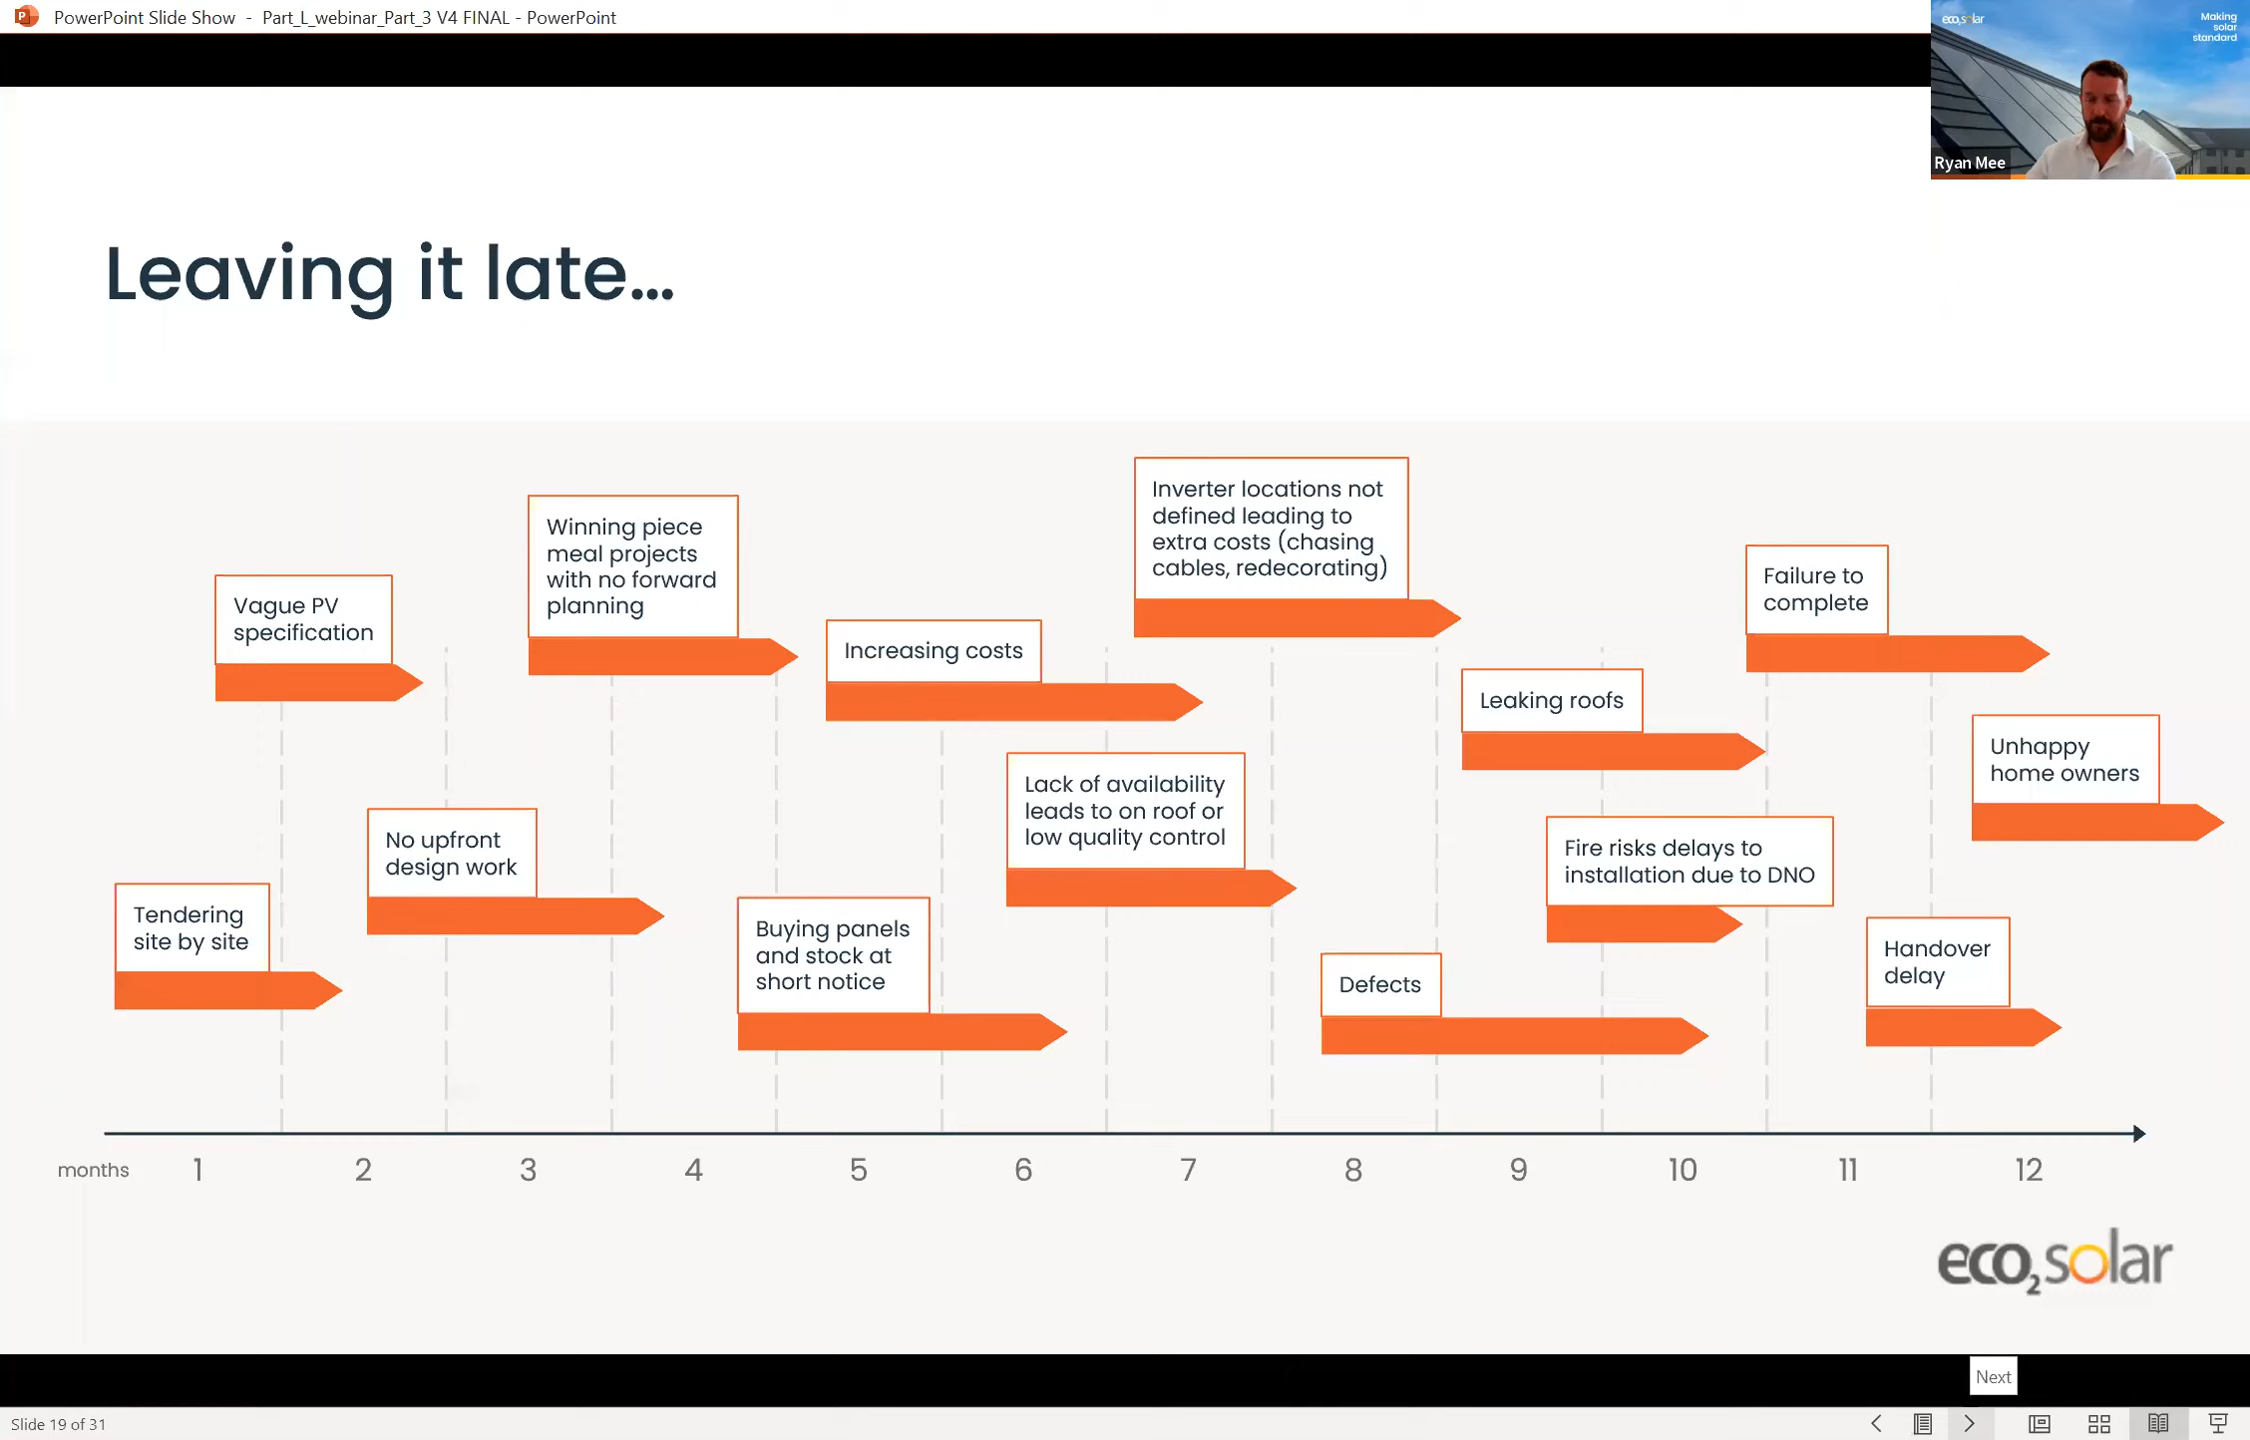 PowerPoint Slide Show - Part_L_webinar_Part_3 V4 FINAL - PowerPoint
eco2solar
Making
solar
standard
Ryan Mee
Leaving it late...
Inverter locations not
defined leading to
extra costs (chasing
cables, redecorating)
Winning piece
meal projects
with no forward
planning
Failure to
complete
Vague PV
specification
Increasing costs
Leaking roofs
Unhappy
home owners
Lack of availability
leads to on roof or
low quality control
No upfront
design work
Fire risks delays to
installation due to DNO
Tendering
site by site
Buying panels
and stock at
short notice
Handover
delay
Defects
months 1 2 3 4 5 6 7 8 9 10 11 12
eco2solar
Next
Slide 19 of 31